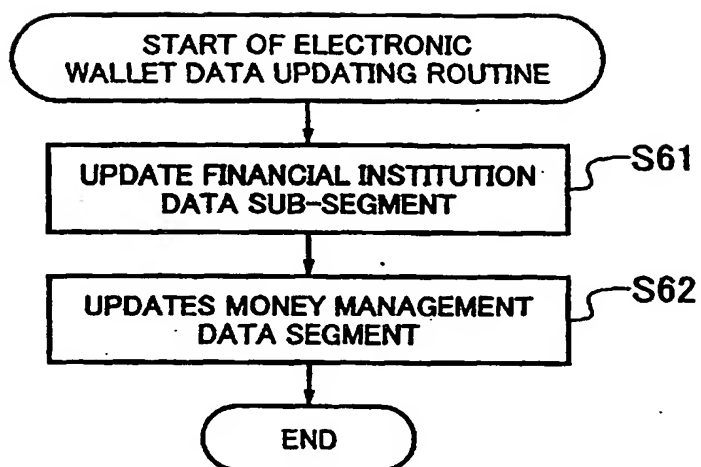 START OF ELECTRONIC
WALLET DATA UPDATING ROUTINE
UPDATE FINANCIAL INSTITUTION
DATA SUB-SEGMENT
S61
UPDATES MONEY MANAGEMENT
DATA SEGMENT
S62
END